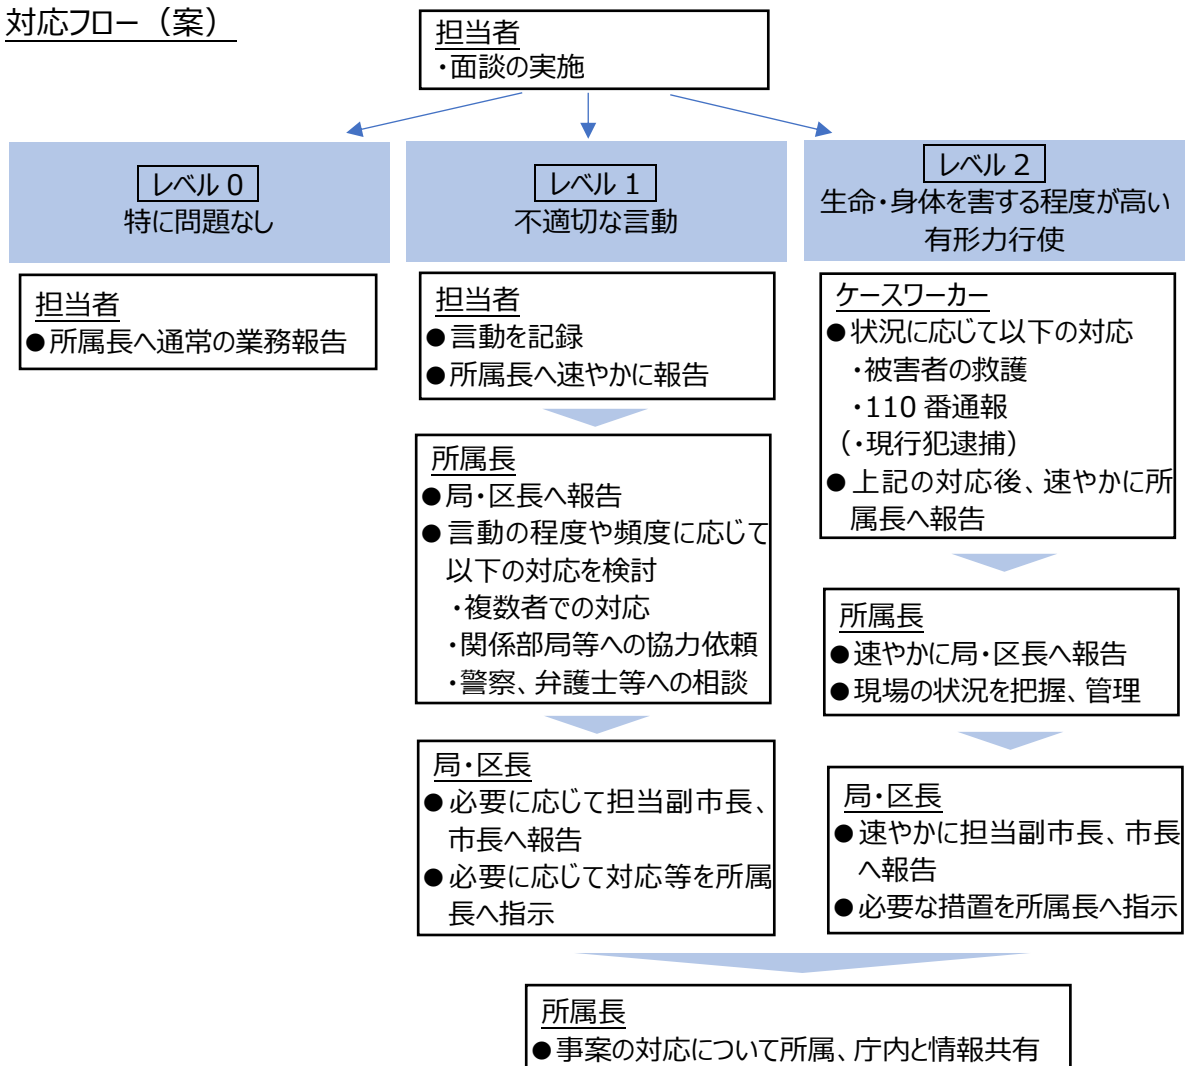 対応フロー（案）
担当者
・面談の実施
レベル 0
特に問題なし
担当者
●所属長へ通常の業務報告
レベル 1
不適切な言動
担当者
●言動を記録
●所属長へ速やかに報告
所属長
●局・区長へ報告
●言動の程度や頻度に応じて
以下の対応を検討
・複数者での対応
・関係部局等への協力依頼
・警察、弁護士等への相談
局・区長
●必要に応じて担当副市長、
市長へ報告
●必要に応じて対応等を所属
長へ指示
レベル 2
生命・身体を害する程度が高い
有形力行使
ケースワーカー
●状況に応じて以下の対応
・被害者の救護
・110 番通報
（・現行犯逮捕）
●上記の対応後、速やかに所
属長へ報告
所属長
●速やかに局・区長へ報告
●現場の状況を把握、管理
局・区長
●速やかに担当副市長、市長
へ報告
●必要な措置を所属長へ指示
所属長
●事案の対応について所属、庁内と情報共有